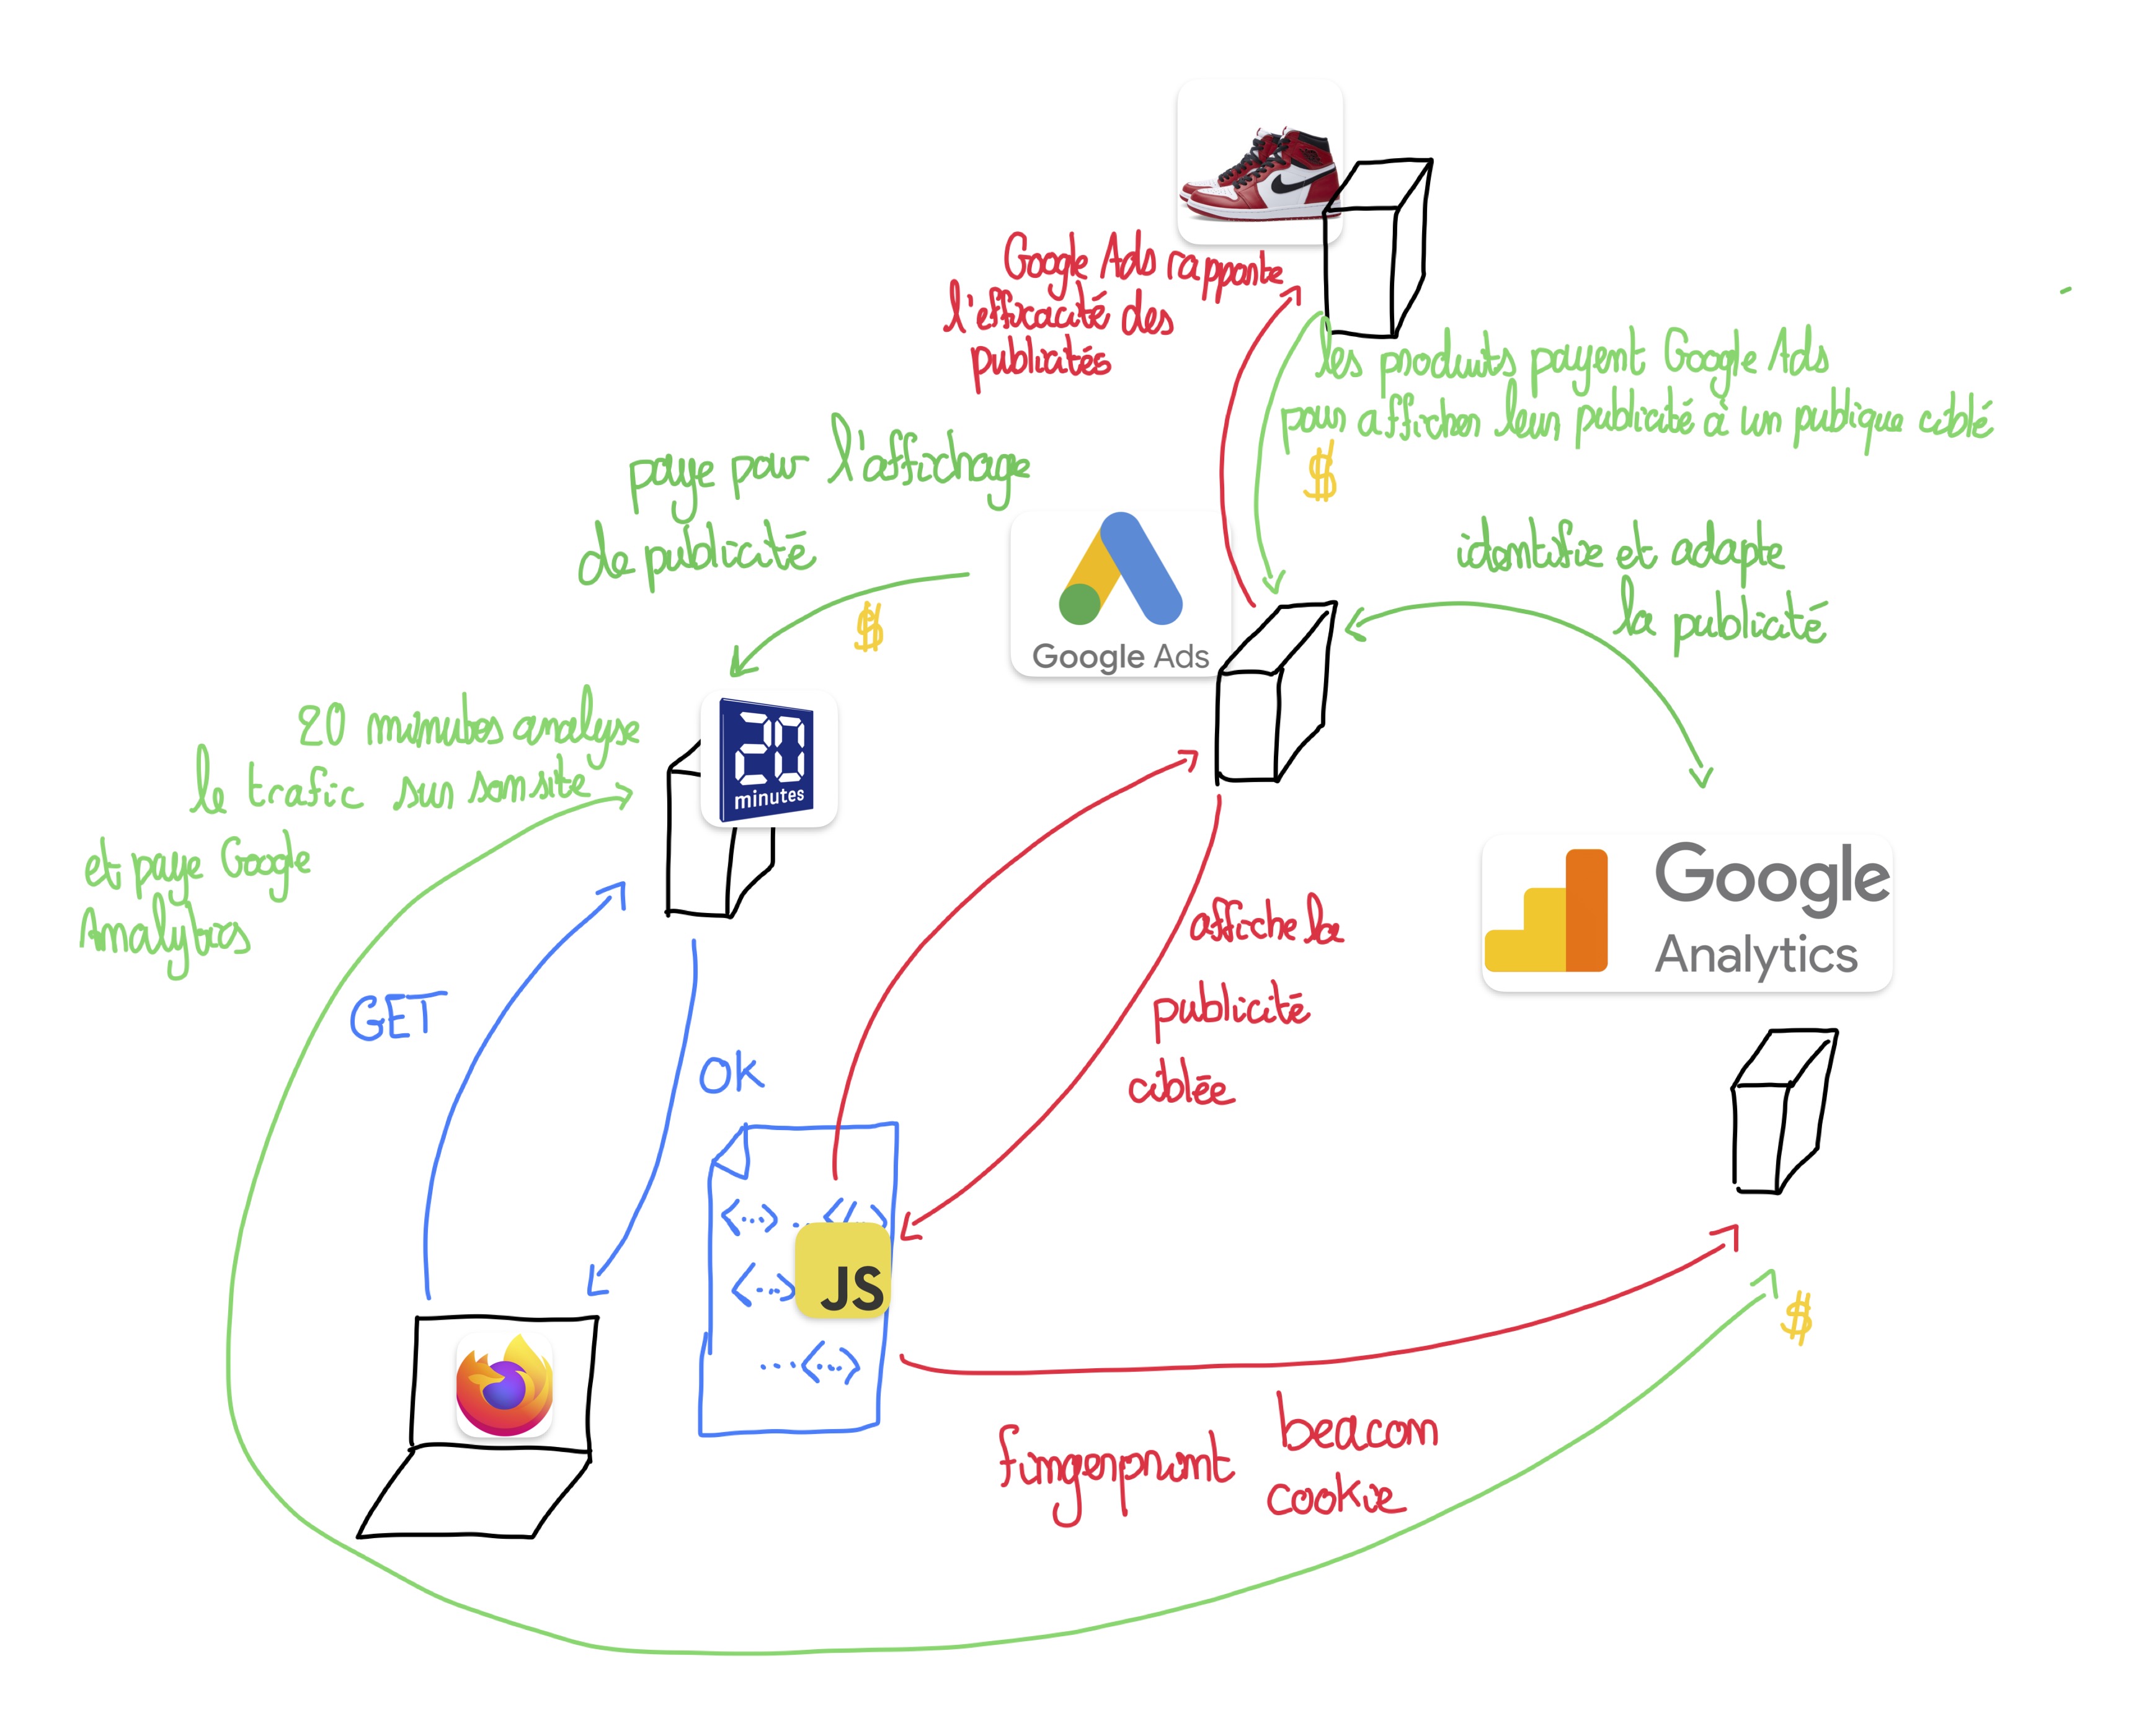 Google Ads rapporte
l'efficacité des
publicités
les produits payent Google Ads
pour afficher leur publicité à un publique ciblé
$
paye pour l'affichage
de publicité
$
Google Ads
identifie et adapte
la publicité
20 minutes analyse
le trafic sur son site
et paye Google
Analytics
20
minutes
Google
Analytics
affiche la
publicité
ciblée
GET
OK
<...>...</>
<...>
JS
...<...>
$
fingerprint
beacon
cookie